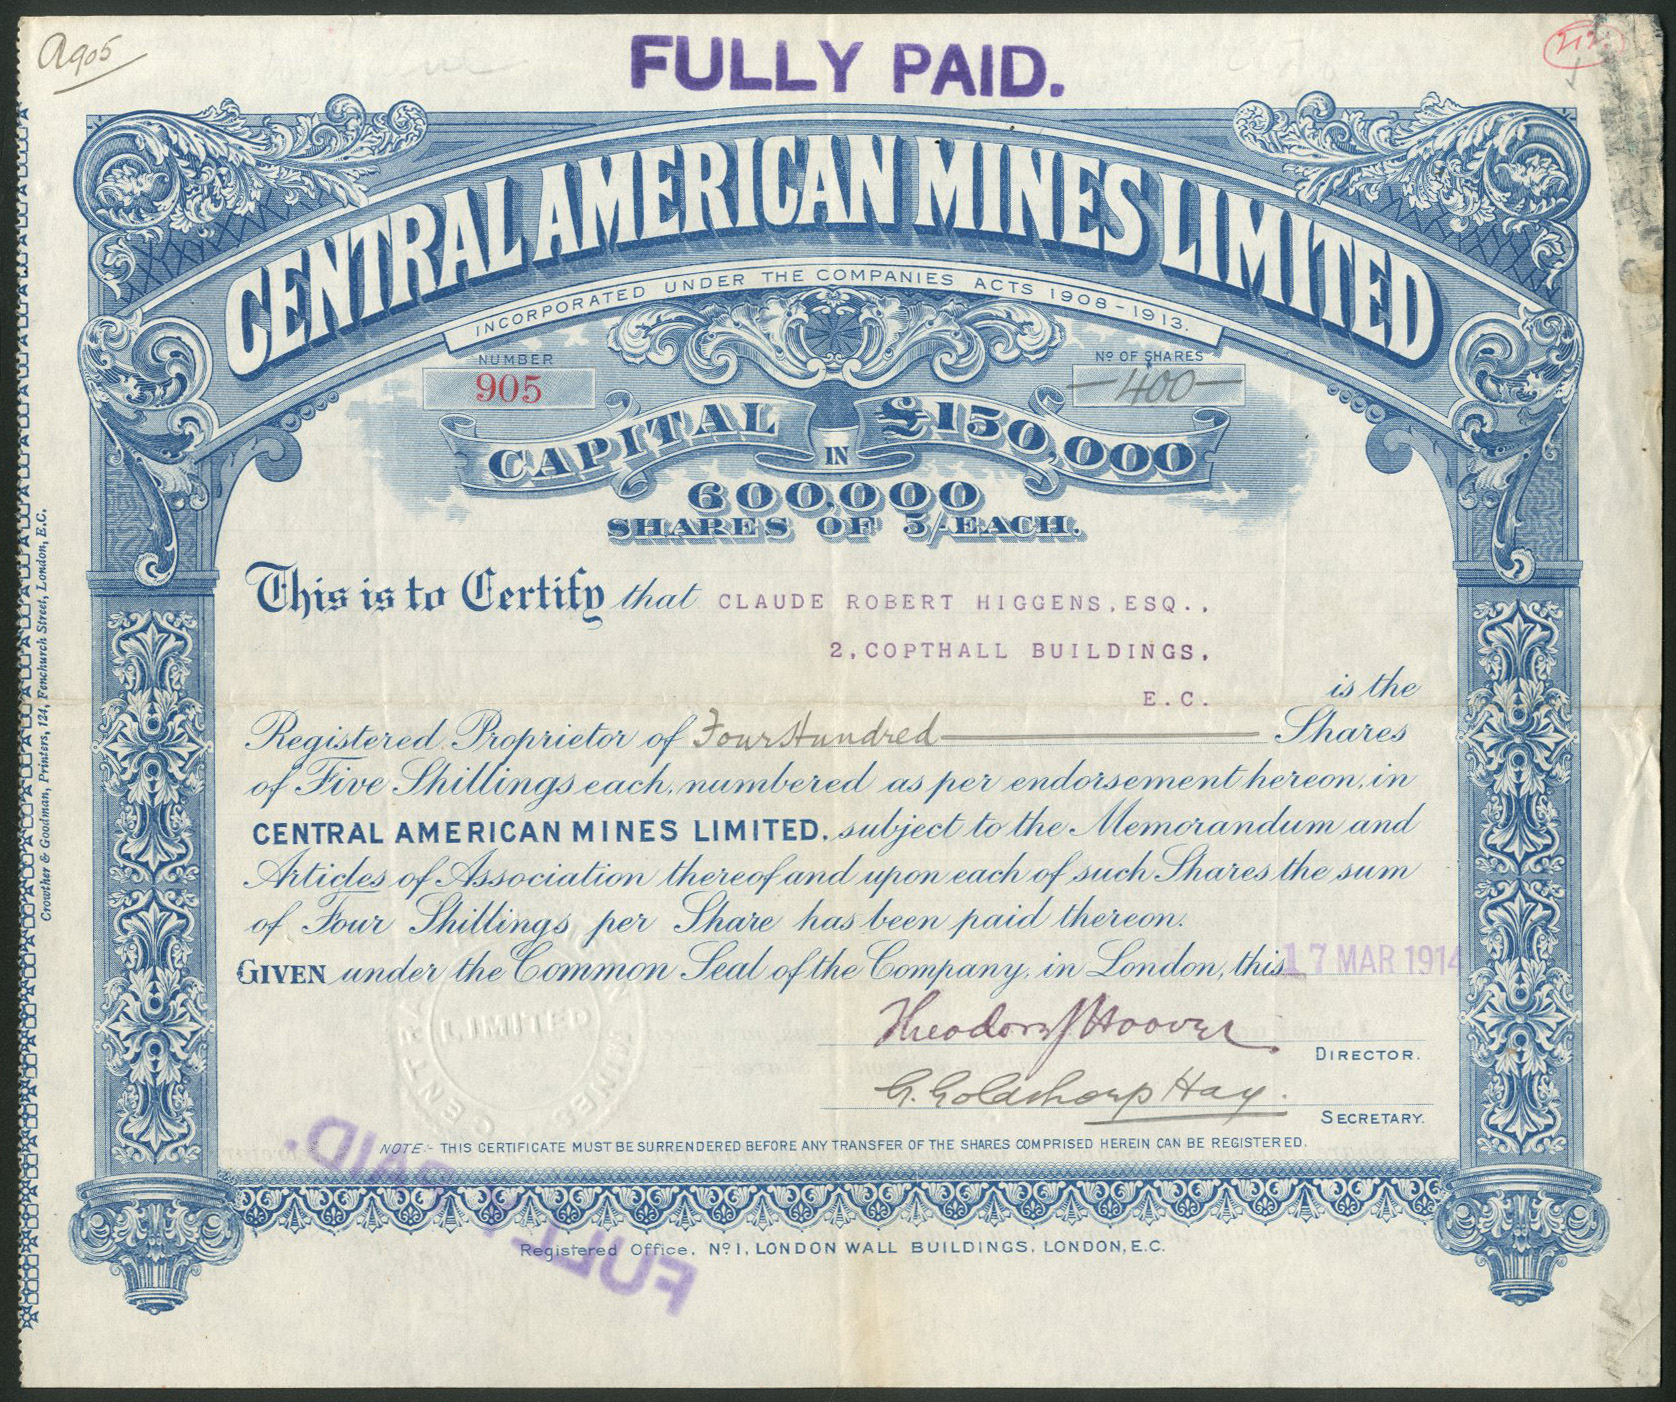 A905
FULLY PAID.
212
CENTRAL AMERICAN MINES LIMITED
INCORPORATED UNDER THE COMPANIES ACTS 1908-1913.
NUMBER
905
Nº OF SHARES
—400—
CAPITAL IN £150,000
600,000
SHARES OF 5/- EACH.
This is to Certify that CLAUDE ROBERT HIGGENS, ESQ.,
2, COPTHALL BUILDINGS,
E.C.
is the
Registered Proprietor of Four Hundred Shares
of Five Shillings each, numbered as per endorsement hereon, in
CENTRAL AMERICAN MINES LIMITED, subject to the Memorandum and
Articles of Association thereof and upon each of such Shares the sum
of Four Shillings per Share has been paid thereon.
GIVEN under the Common Seal of the Company, in London, this 17 MAR 1914
Theodore J Hoover
DIRECTOR.
G. Goldthorp Hay.
SECRETARY.
CENTRAL MINES
LIMITED
NOTE:- THIS CERTIFICATE MUST BE SURRENDERED BEFORE ANY TRANSFER OF THE SHARES COMPRISED HEREIN CAN BE REGISTERED.
FULLY PAID.
Registered Office, Nº 1, LONDON WALL BUILDINGS, LONDON, E.C.
Crowther & Goodman, Printers, 124, Fenchurch Street, London, E.C.